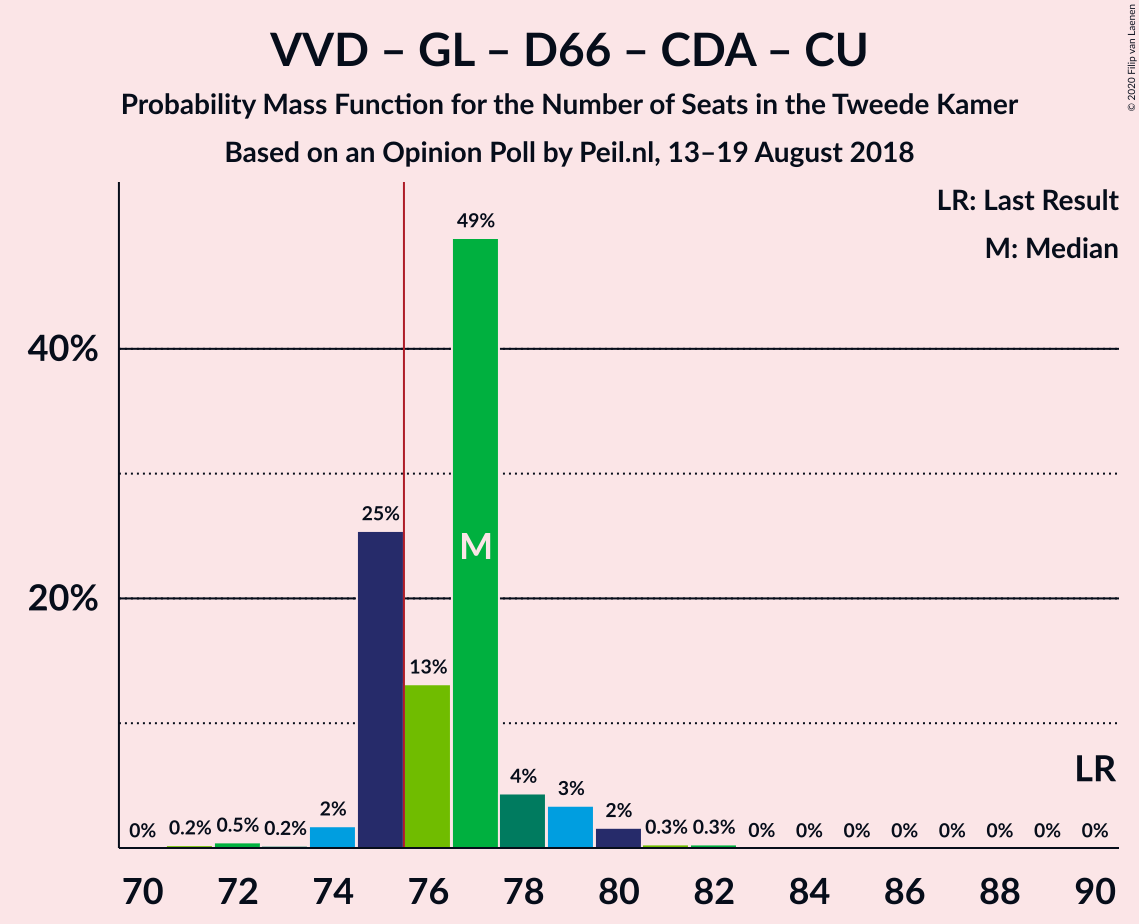 VVD – GL – D66 – CDA – CU
Probability Mass Function for the Number of Seats in the Tweede Kamer
Based on an Opinion Poll by Peil.nl, 13–19 August 2018
© 2020 Filip van Laenen
LR: Last Result
M: Median
49%
40%
25%
M
20%
13%
LR
4%
3%
2%
2%
0% 0.2% 0.5% 0.2% 0.3% 0.3% 0% 0% 0% 0% 0% 0% 0% 0%
70 72 74 76 78 80 82 84 86 88 90